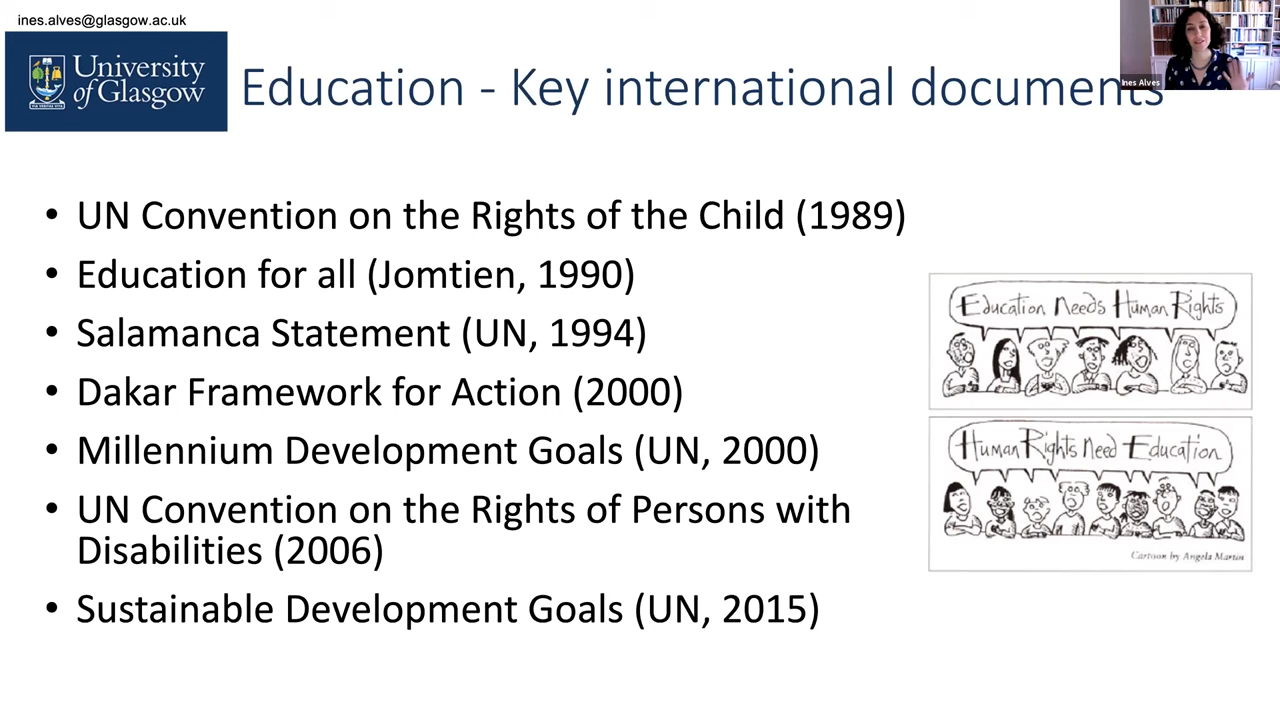 ines.alves@glasgow.ac.uk
University
of Glasgow
Education - Key international documents
Ines Alves
• UN Convention on the Rights of the Child (1989)
• Education for all (Jomtien, 1990)
• Salamanca Statement (UN, 1994)
• Dakar Framework for Action (2000)
• Millennium Development Goals (UN, 2000)
• UN Convention on the Rights of Persons with
Disabilities (2006)
• Sustainable Development Goals (UN, 2015)
Education Needs Human Rights
Human Rights Need Education
Cartoon by Angela Martin